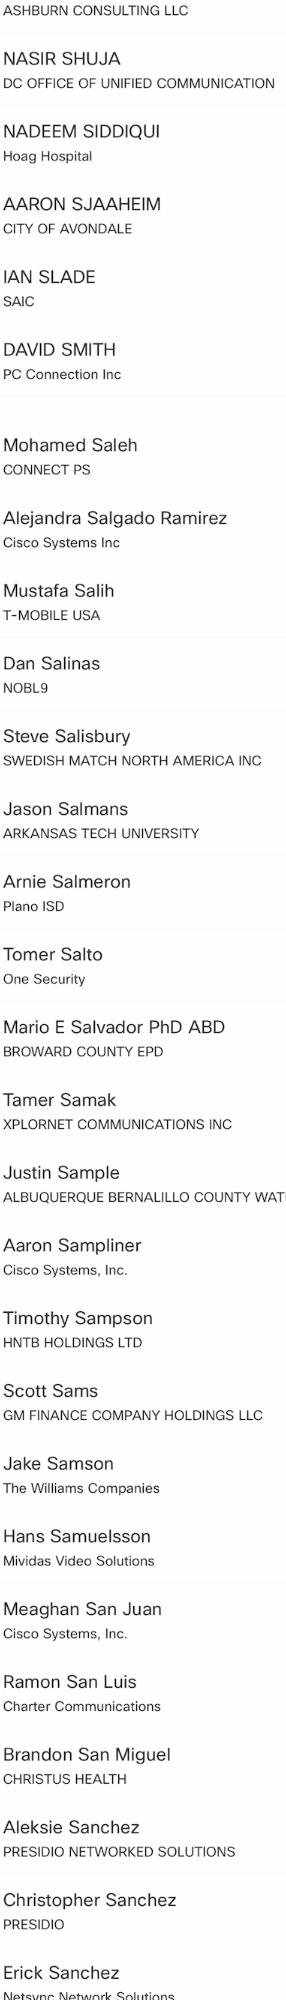 ASHBURN CONSULTING LLC
NASIR SHUJA
DC OFFICE OF UNIFIED COMMUNICATION
NADEEM SIDDIQUI
Hoag Hospital
AARON SJAAHEIM
CITY OF AVONDALE
IAN SLADE
SAIC
DAVID SMITH
PC Connection Inc
Mohamed Saleh
CONNECT PS
Alejandra Salgado Ramirez
Cisco Systems Inc
Mustafa Salih
T-MOBILE USA
Dan Salinas
NOBL9
Steve Salisbury
SWEDISH MATCH NORTH AMERICA INC
Jason Salmans
ARKANSAS TECH UNIVERSITY
Arnie Salmeron
Plano ISD
Tomer Salto
One Security
Mario E Salvador PhD ABD
BROWARD COUNTY EPD
Tamer Samak
XPLORNET COMMUNICATIONS INC
Justin Sample
ALBUQUERQUE BERNALILLO COUNTY WAT
Aaron Sampliner
Cisco Systems, Inc.
Timothy Sampson
HNTB HOLDINGS LTD
Scott Sams
GM FINANCE COMPANY HOLDINGS LLC
Jake Samson
The Williams Companies
Hans Samuelsson
Mividas Video Solutions
Meaghan San Juan
Cisco Systems, Inc.
Ramon San Luis
Charter Communications
Brandon San Miguel
CHRISTUS HEALTH
Aleksie Sanchez
PRESIDIO NETWORKED SOLUTIONS
Christopher Sanchez
PRESIDIO
Erick Sanchez
Netsync Network Solutions